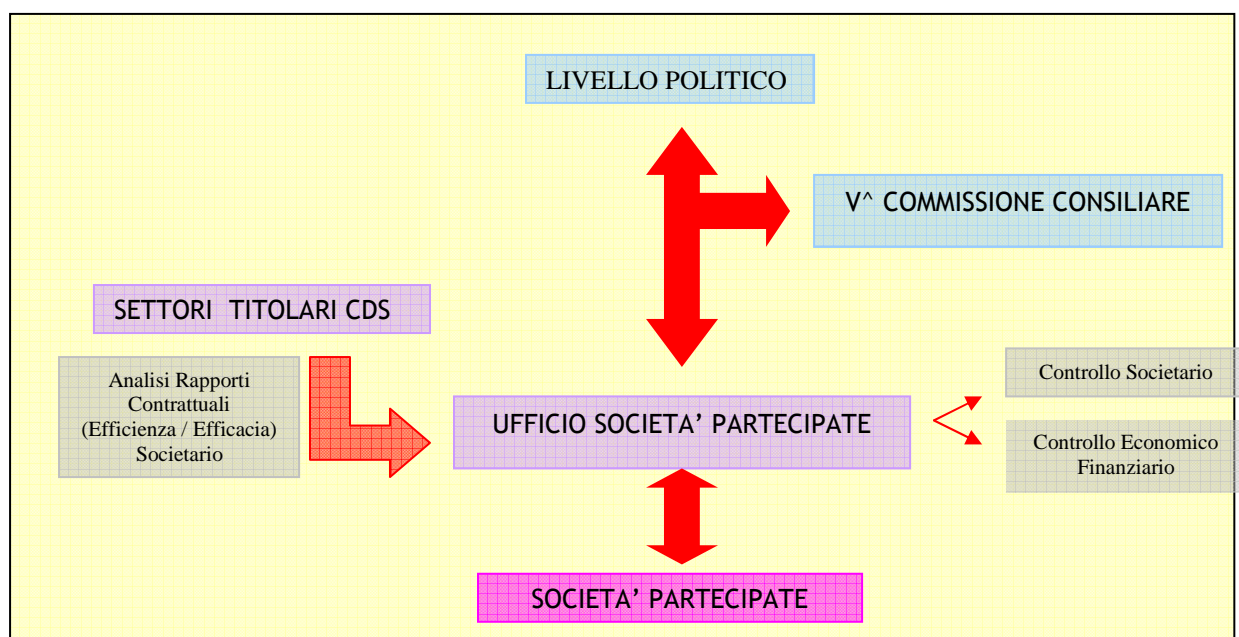 LIVELLO POLITICO
V^ COMMISSIONE CONSILIARE
SETTORI TITOLARI CDS
Analisi Rapporti
Contrattuali
(Efficienza / Efficacia)
Societario
UFFICIO SOCIETA’ PARTECIPATE
Controllo Societario
Controllo Economico
Finanziario
SOCIETA’ PARTECIPATE